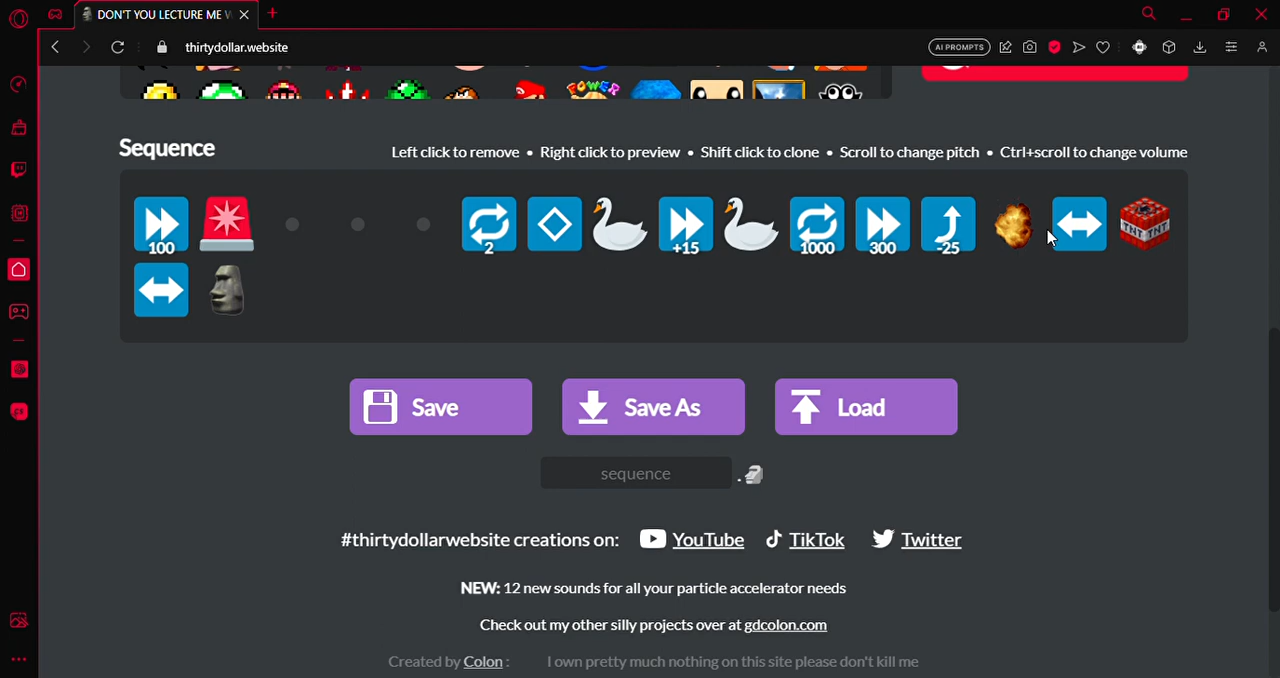 DON'T YOU LECTURE ME W
thirtydollar.website
AI PROMPTS
POWER
Sequence
Left click to remove • Right click to preview • Shift click to clone • Scroll to change pitch • Ctrl+scroll to change volume
100
2
+15
1000
300
-25
TNT TNT
Save
Save As
Load
sequence
.
#thirtydollarwebsite creations on: YouTube TikTok Twitter
NEW: 12 new sounds for all your particle accelerator needs
Check out my other silly projects over at gdcolon.com
Created by Colon : I own pretty much nothing on this site please don't kill me